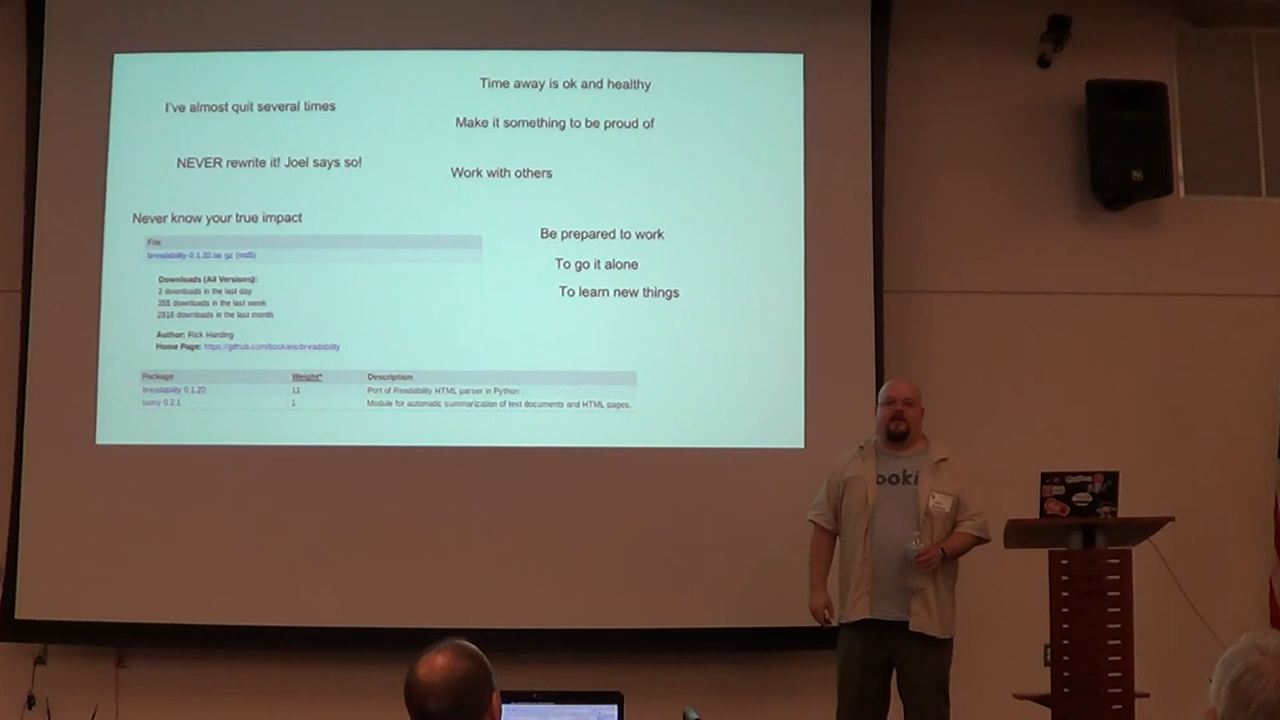 Time away is ok and healthy
I've almost quit several times
Make it something to be proud of
NEVER rewrite it! Joel says so!
Work with others
Never know your true impact
Be prepared to work
To go it alone
To learn new things
File
breadability-0.1.20.tar.gz (md5)
Downloads (All Versions):
2 downloads in the last day
355 downloads in the last week
2316 downloads in the last month
Author: Rick Harding
Home Page: https://github.com/bookieio/breadability
Package Weight* Description
breadability 0.1.20 11 Port of Readability HTML parser in Python
sumy 0.2.1 1 Module for automatic summarization of text documents and HTML pages.
ooki